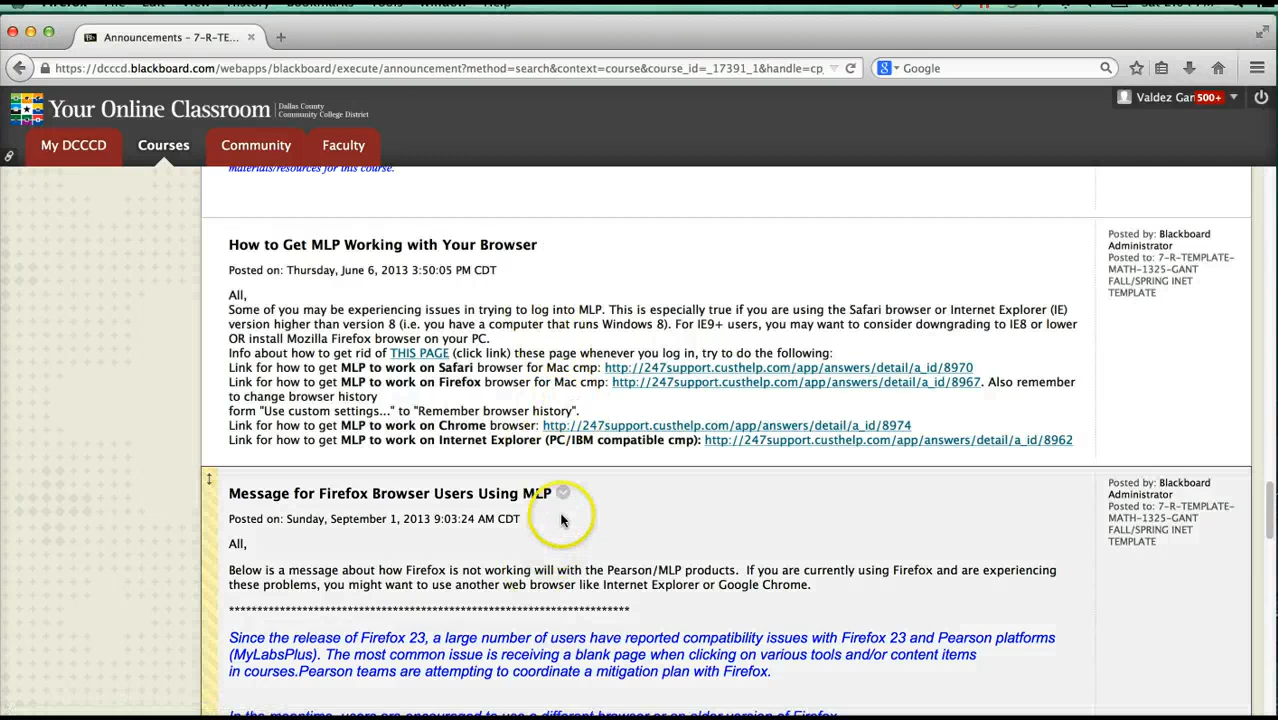 Announcements – 7-R-TE...
https://dcccd.blackboard.com/webapps/blackboard/execute/announcement?method=search&context=course&course_id=_17391_1&handle=cp_
Google
Your Online Classroom
Dallas County
Community College District
Valdez Gan
500+
My DCCCD
Courses
Community
Faculty
materials/resources for this course.
How to Get MLP Working with Your Browser
Posted on: Thursday, June 6, 2013 3:50:05 PM CDT
All,
Some of you may be experiencing issues in trying to log into MLP. This is especially true if you are using the Safari browser or Internet Explorer (IE)
version higher than version 8 (i.e. you have a computer that runs Windows 8). For IE9+ users, you may want to consider downgrading to IE8 or lower
OR install Mozilla Firefox browser on your PC.
Info about how to get rid of THIS PAGE (click link) these page whenever you log in, try to do the following:
Link for how to get MLP to work on Safari browser for Mac cmp: http://247support.custhelp.com/app/answers/detail/a_id/8970
Link for how to get MLP to work on Firefox browser for Mac cmp: http://247support.custhelp.com/app/answers/detail/a_id/8967. Also remember
to change browser history
form "Use custom settings..." to "Remember browser history".
Link for how to get MLP to work on Chrome browser: http://247support.custhelp.com/app/answers/detail/a_id/8974
Link for how to get MLP to work on Internet Explorer (PC/IBM compatible cmp): http://247support.custhelp.com/app/answers/detail/a_id/8962
Posted by: Blackboard
Administrator
Posted to: 7-R-TEMPLATE-
MATH-1325-GANT
FALL/SPRING INET
TEMPLATE
Message for Firefox Browser Users Using MLP
Posted on: Sunday, September 1, 2013 9:03:24 AM CDT
All,
Below is a message about how Firefox is not working will with the Pearson/MLP products.  If you are currently using Firefox and are experiencing
these problems, you might want to use another web browser like Internet Explorer or Google Chrome.
***********************************************************************
Since the release of Firefox 23, a large number of users have reported compatibility issues with Firefox 23 and Pearson platforms
(MyLabsPlus). The most common issue is receiving a blank page when clicking on various tools and/or content items
in courses.Pearson teams are attempting to coordinate a mitigation plan with Firefox.
In the meantime, users are encouraged to use a different browser or an older version of Firefox.
Posted by: Blackboard
Administrator
Posted to: 7-R-TEMPLATE-
MATH-1325-GANT
FALL/SPRING INET
TEMPLATE